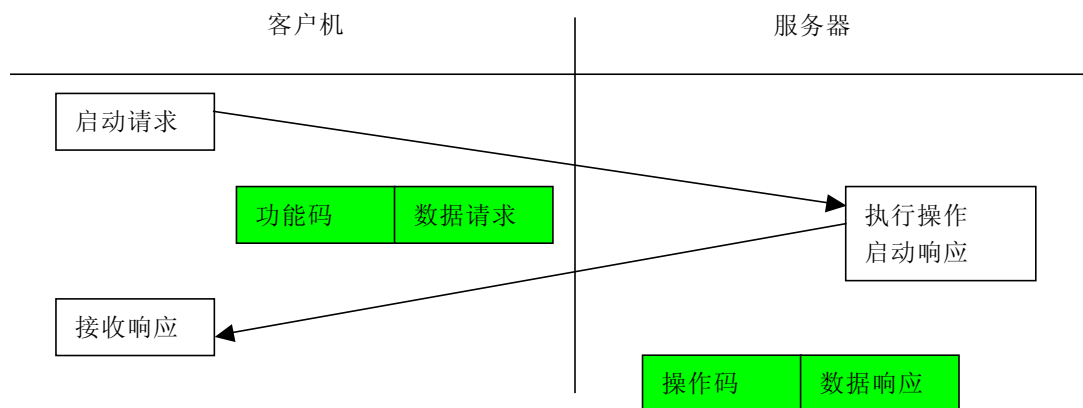 客户机
服务器
启动请求
功能码
数据请求
执行操作
启动响应
接收响应
操作码
数据响应